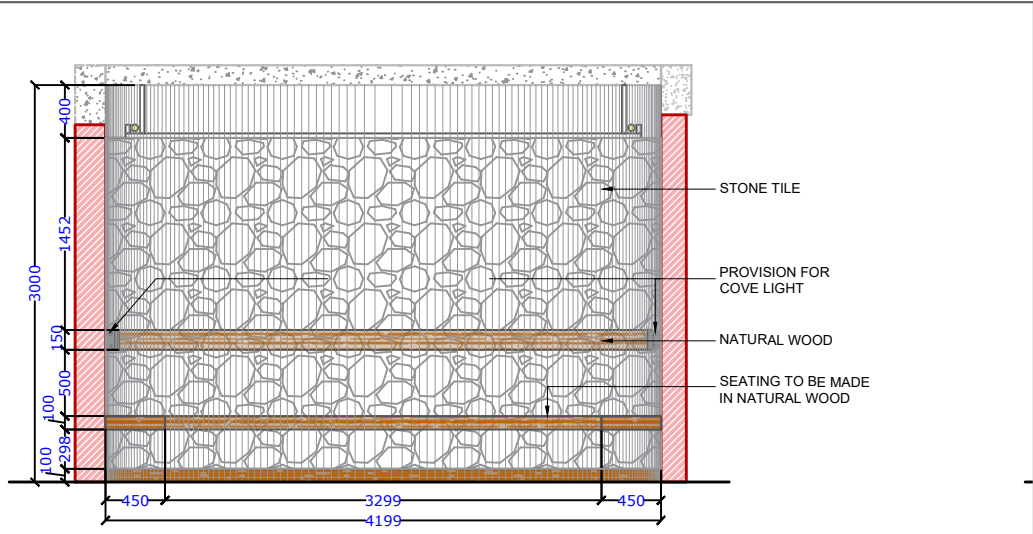 400
1452
3000
150
500
100
298
100
STONE TILE
PROVISION FOR
COVE LIGHT
NATURAL WOOD
SEATING TO BE MADE
IN NATURAL WOOD
450
3299
450
4199